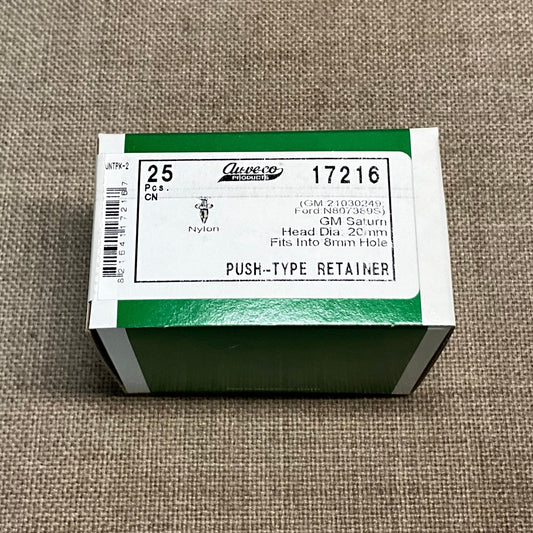 UNTPK-2
25
Pcs.
CN
auveco
PRODUCTS
17216
Nylon
(GM 21030249,
Ford:N807389S)
GM Saturn
Head Dia. 20mm
Fits Into 8mm Hole
PUSH-TYPE RETAINER